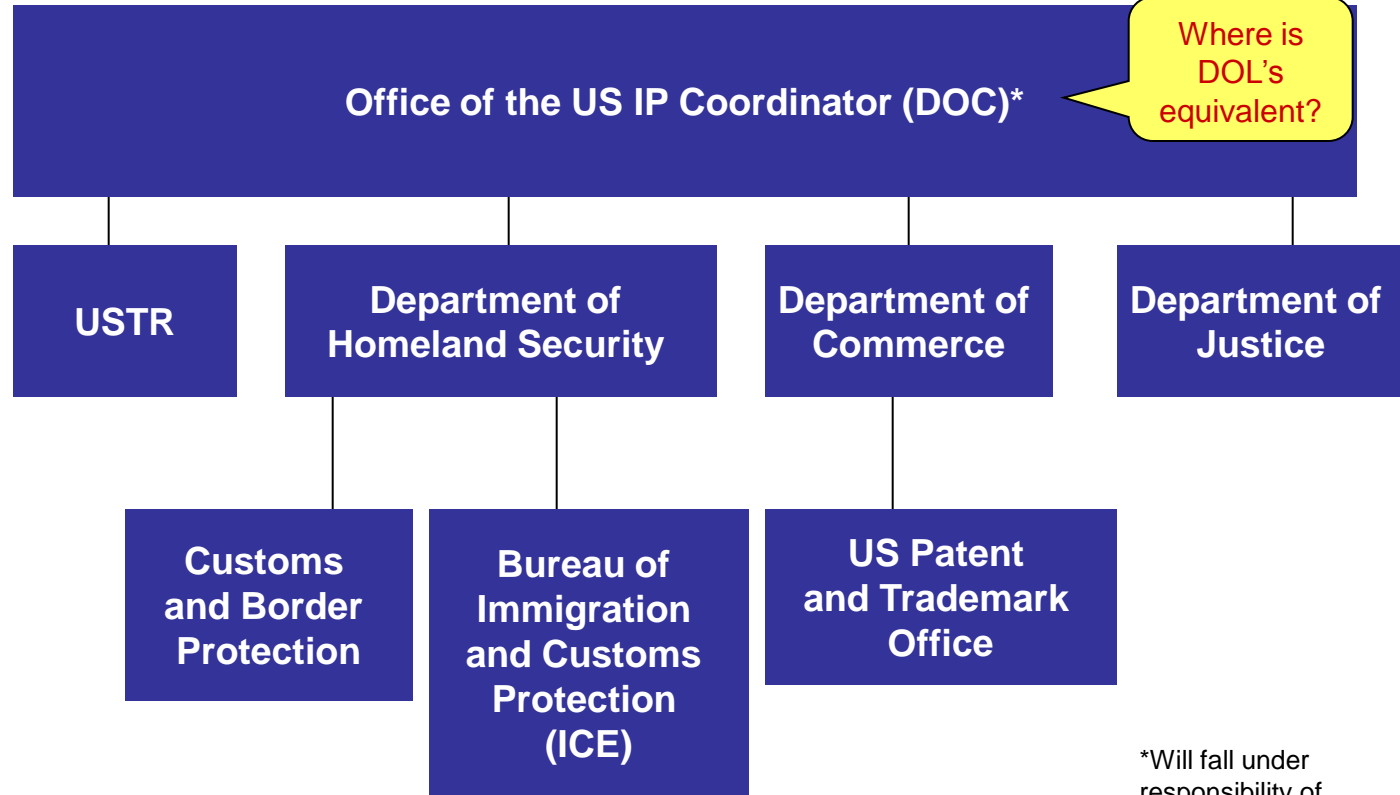 Office of the US IP Coordinator (DOC)*
Where is
DOL’s
equivalent?
USTR
Department of
Homeland Security
Department of
Commerce
Department of
Justice
Customs
and Border
Protection
Bureau of
Immigration
and Customs
Protection
(ICE)
US Patent
and Trademark
Office
*Will fall under
responsibility of